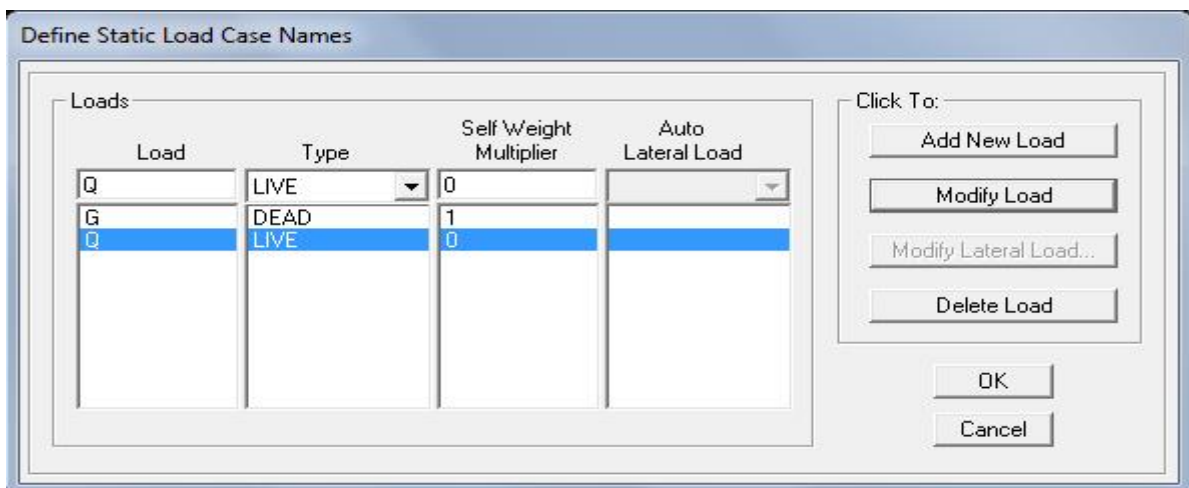 Define Static Load Case Names
Loads
Load Type Self Weight Multiplier Auto Lateral Load
Q LIVE 0
G DEAD 1
Q LIVE 0
Click To:
Add New Load
Modify Load
Modify Lateral Load...
Delete Load
OK
Cancel